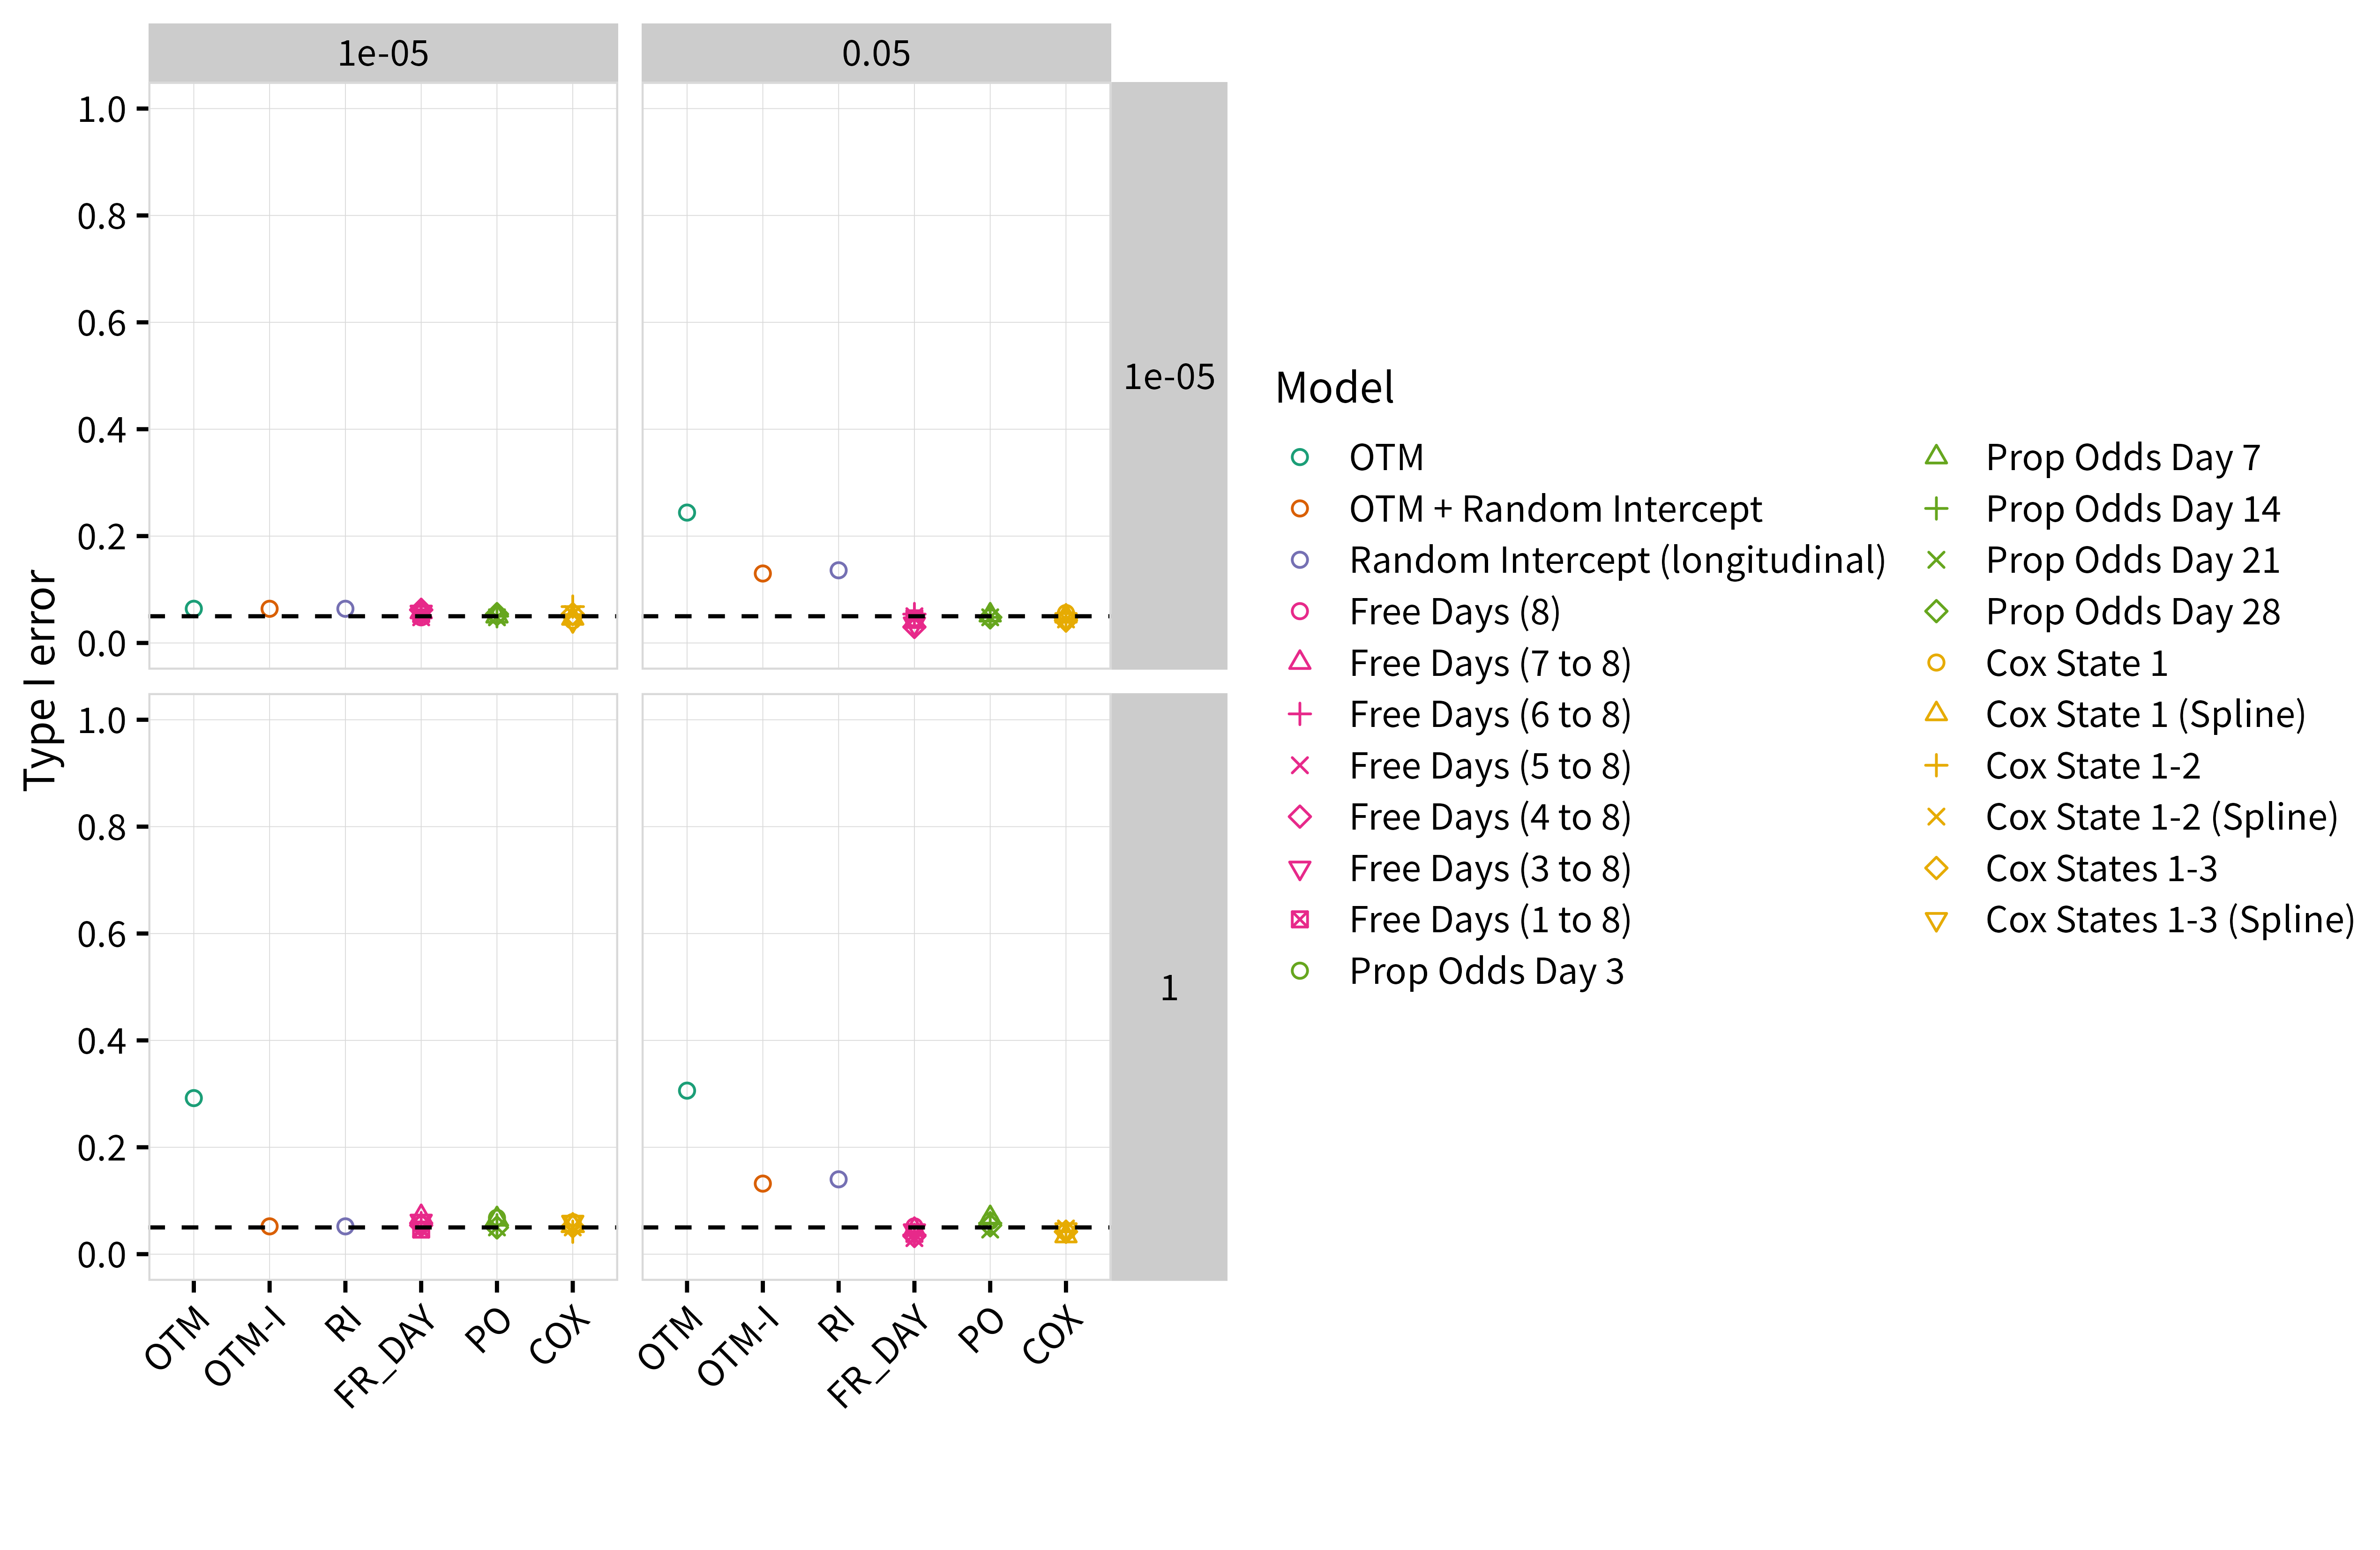 1e-05
0.05
1.0
0.8
0.6
0.4
0.2
0.0
1e-05
1.0
0.8
0.6
0.4
0.2
0.0
1
Type I error
OTM
OTM-I
RI
FR_DAY
PO
COX
OTM
OTM-I
RI
FR_DAY
PO
COX
Model
OTM
OTM + Random Intercept
Random Intercept (longitudinal)
Free Days (8)
Free Days (7 to 8)
Free Days (6 to 8)
Free Days (5 to 8)
Free Days (4 to 8)
Free Days (3 to 8)
Free Days (1 to 8)
Prop Odds Day 3
Prop Odds Day 7
Prop Odds Day 14
Prop Odds Day 21
Prop Odds Day 28
Cox State 1
Cox State 1 (Spline)
Cox State 1-2
Cox State 1-2 (Spline)
Cox States 1-3
Cox States 1-3 (Spline)